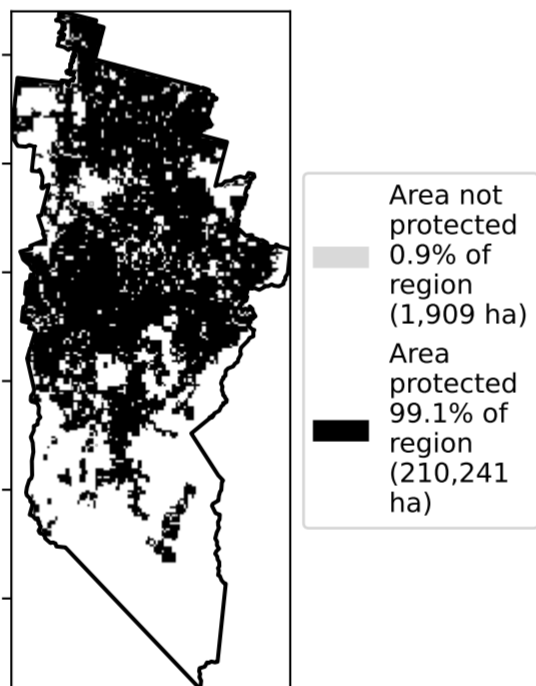 Area not
protected
0.9% of
region
(1,909 ha)
Area
protected
99.1% of
region
(210,241
ha)